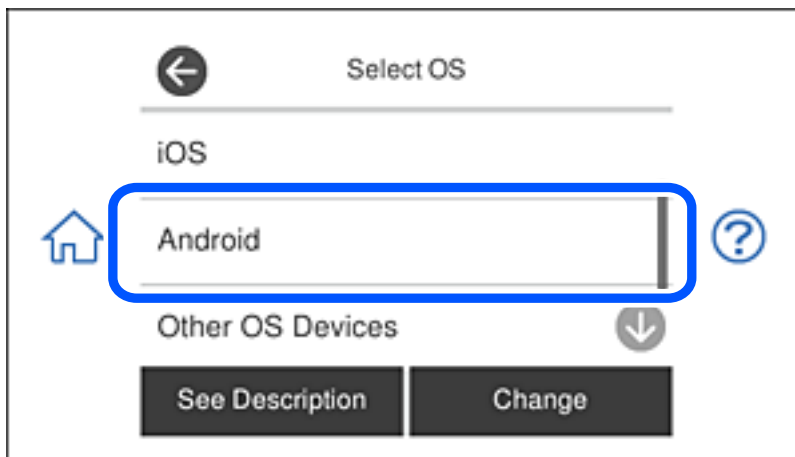 Select OS
iOS
Android
Other OS Devices
See Description
Change